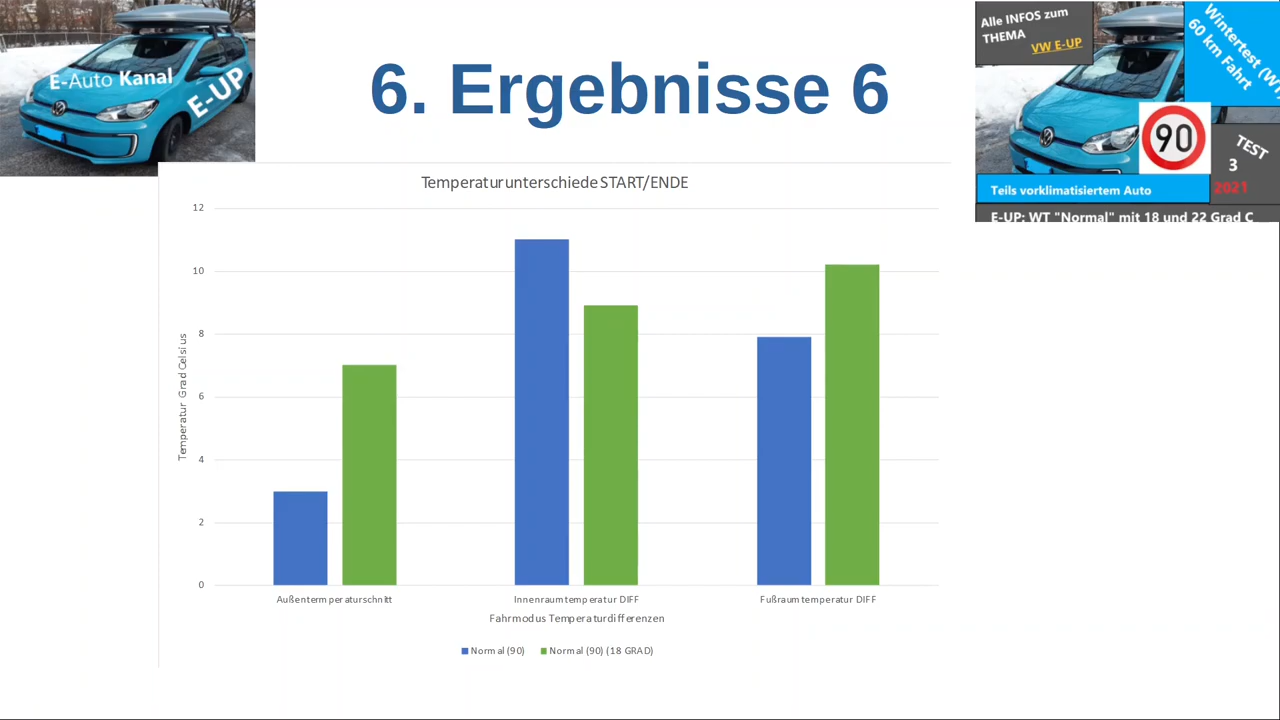 E-Auto Kanal
E-UP
6. Ergebnisse 6
Alle INFOS zum
THEMA
VW E-UP
Wintertest (WT)
60 km Fahrt
90
TEST
3
2021
Teils vorklimatisiertem Auto
E-UP: WT "Normal" mit 18 und 22 Grad C
Temperaturunterschiede START/ENDE
12
10
8
6
4
2
0
Temperatur Grad Celsius
Außentermperaturschnitt
Innenraumtemperatur DIFF
Fußraumtemperatur DIFF
Fahrmodus Temperaturdifferenzen
Normal (90)
Normal (90) (18 GRAD)